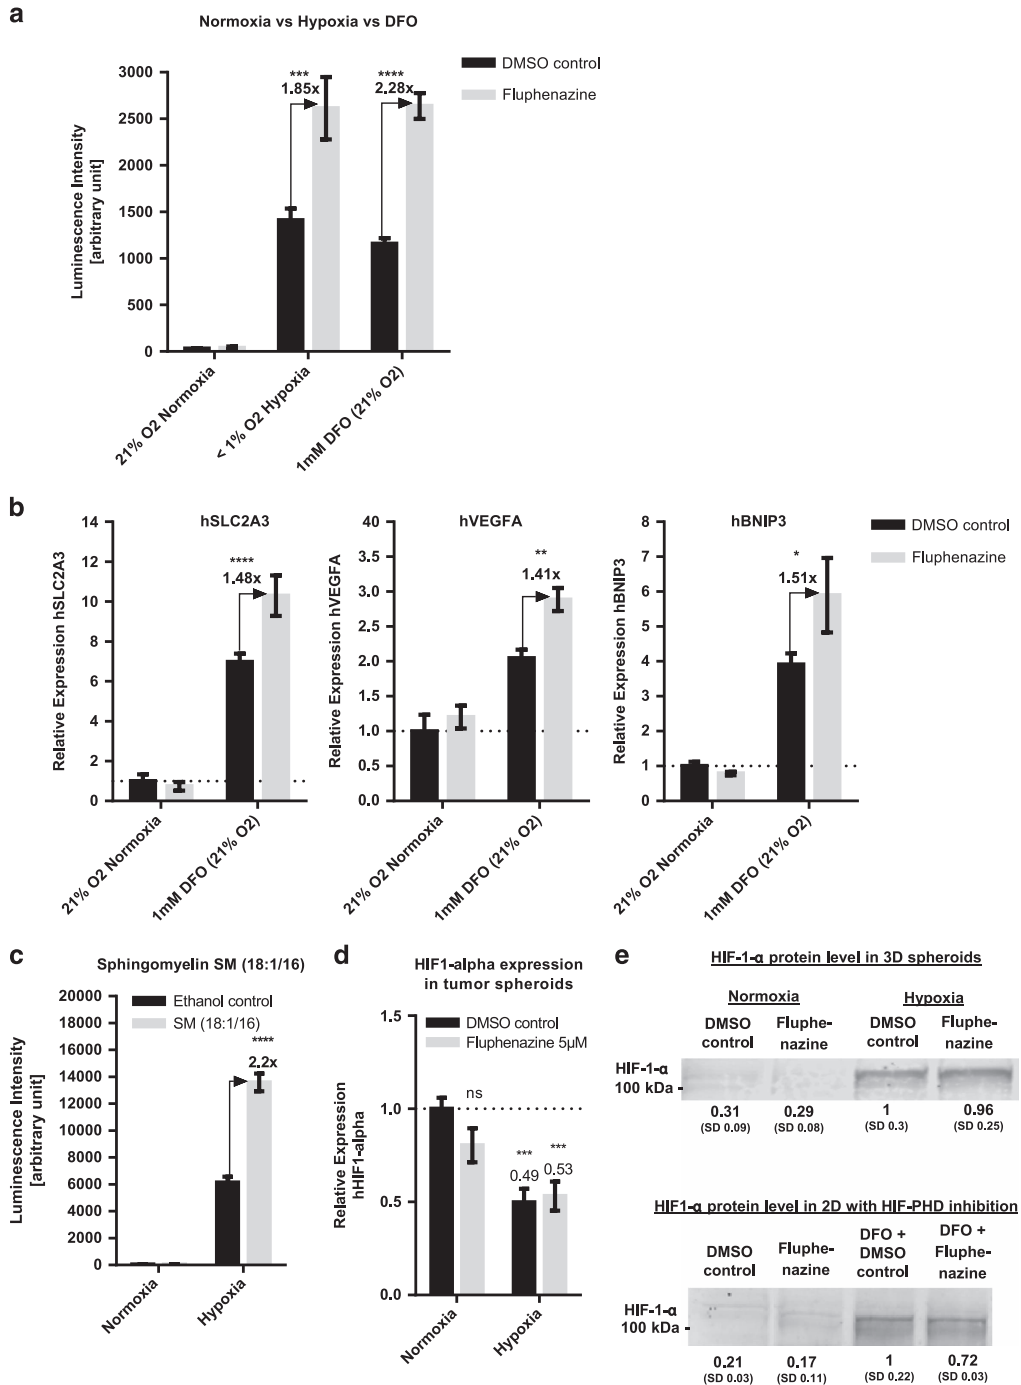 a
Normoxia vs Hypoxia vs DFO
Luminescence Intensity
[arbitrary unit]
3000
2500
2000
1500
1000
500
0
***
1.85x
****
2.28x
DMSO control
Fluphenazine
21% O2 Normoxia
< 1% O2 Hypoxia
1mM DFO (21% O2)
b
hSLC2A3
Relative Expression hSLC2A3
14
12
10
8
6
4
2
0
****
1.48x
21% O2 Normoxia
1mM DFO (21% O2)
hVEGFA
Relative Expression hVEGFA
4.0
3.5
3.0
2.5
2.0
1.5
1.0
0.5
0.0
**
1.41x
21% O2 Normoxia
1mM DFO (21% O2)
hBNIP3
Relative Expression hBNIP3
8
7
6
5
4
3
2
1
0
*
1.51x
21% O2 Normoxia
1mM DFO (21% O2)
DMSO control
Fluphenazine
c
Sphingomyelin SM (18:1/16)
Luminescence Intensity
[arbitrary unit]
20000
18000
16000
14000
12000
10000
8000
6000
4000
2000
0
Ethanol control
SM (18:1/16)
****
2.2x
Normoxia
Hypoxia
d
HIF1-alpha expression
in tumor spheroids
Relative Expression
hHIF1-alpha
1.5
1.0
0.5
0.0
DMSO control
Fluphenazine 5µM
ns
***
0.49
***
0.53
Normoxia
Hypoxia
e
HIF-1-α protein level in 3D spheroids
Normoxia Hypoxia
DMSO Fluphe- DMSO Fluphe-
control nazine control nazine
HIF-1-α
100 kDa
0.31 0.29 1 0.96
(SD 0.09) (SD 0.08) (SD 0.3) (SD 0.25)
HIF1-α protein level in 2D with HIF-PHD inhibition
DMSO Fluphe- DFO + DFO +
control nazine DMSO Fluphe-
control nazine
HIF-1-α
100 kDa
0.21 0.17 1 0.72
(SD 0.03) (SD 0.11) (SD 0.22) (SD 0.03)